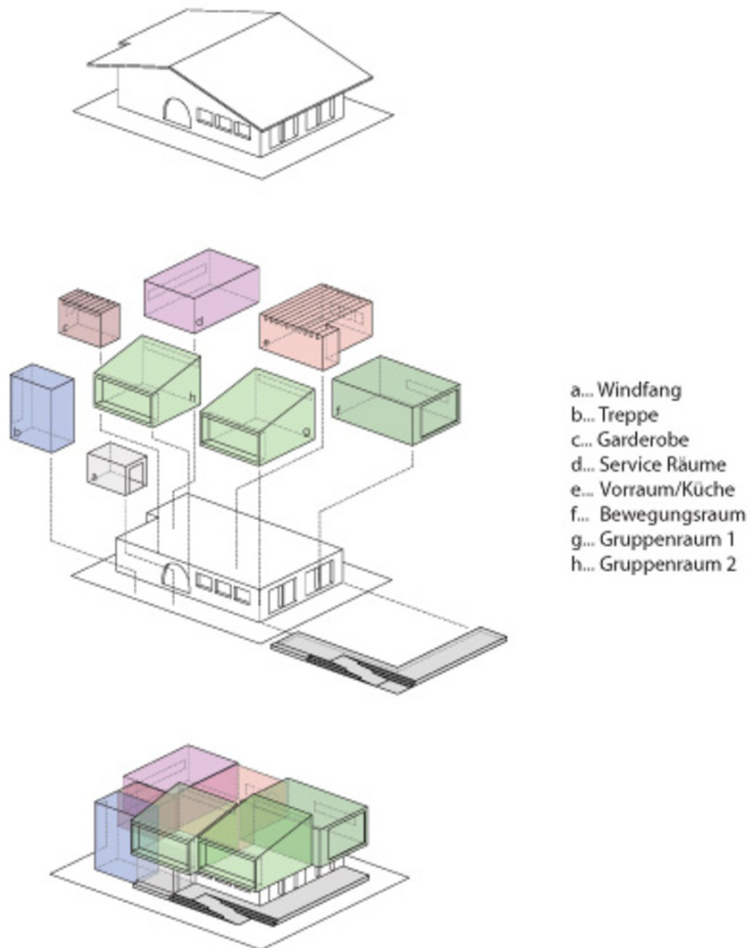 c
d
e
h
g
f
b
a
a... Windfang
b... Treppe
c... Garderobe
d... Service Räume
e... Vorraum/Küche
f... Bewegungsraum
g... Gruppenraum 1
h... Gruppenraum 2